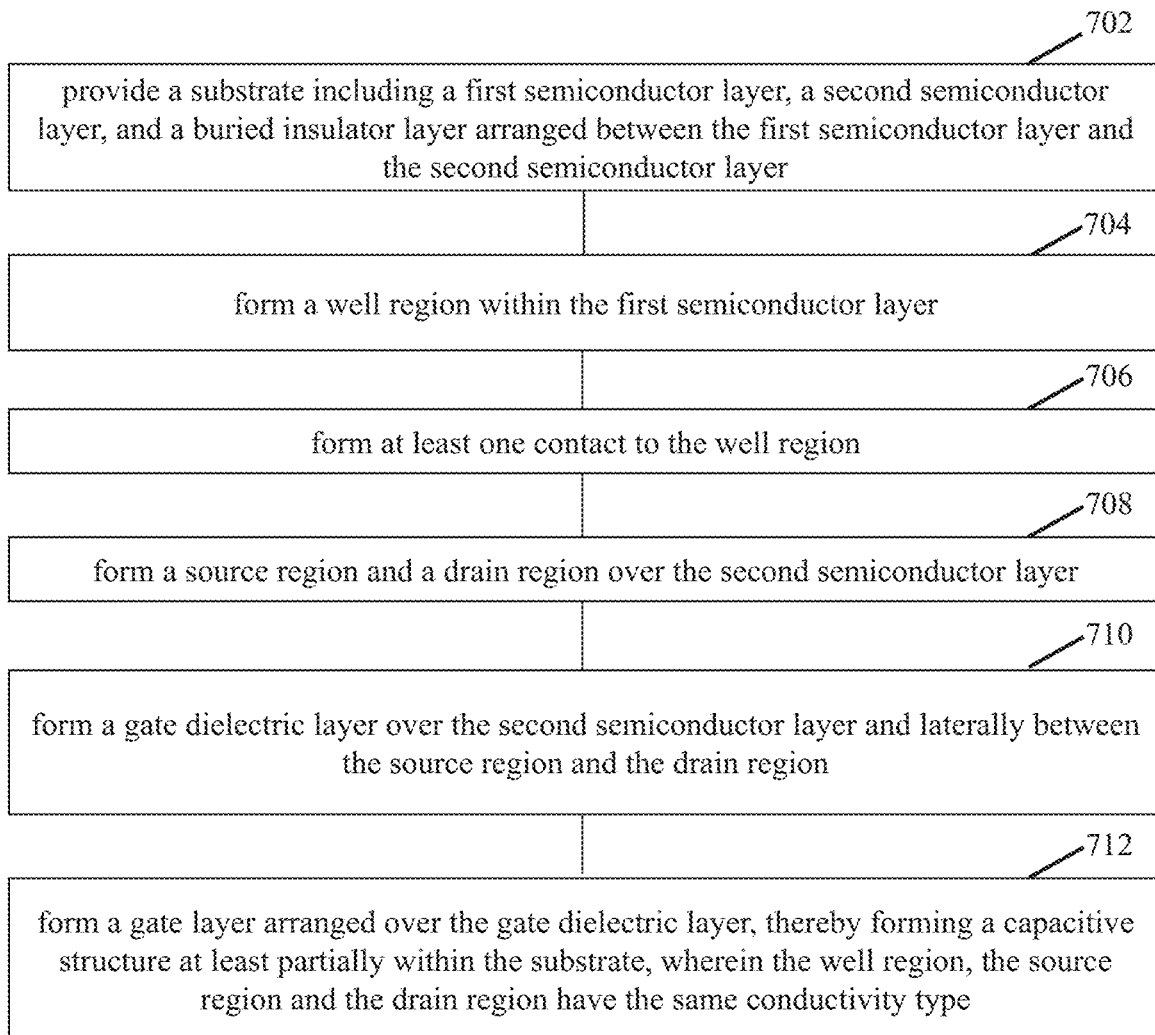 702
provide a substrate including a first semiconductor layer, a second semiconductor
layer, and a buried insulator layer arranged between the first semiconductor layer and
the second semiconductor layer
704
form a well region within the first semiconductor layer
706
form at least one contact to the well region
708
form a source region and a drain region over the second semiconductor layer
710
form a gate dielectric layer over the second semiconductor layer and laterally between
the source region and the drain region
712
form a gate layer arranged over the gate dielectric layer, thereby forming a capacitive
structure at least partially within the substrate, wherein the well region, the source
region and the drain region have the same conductivity type